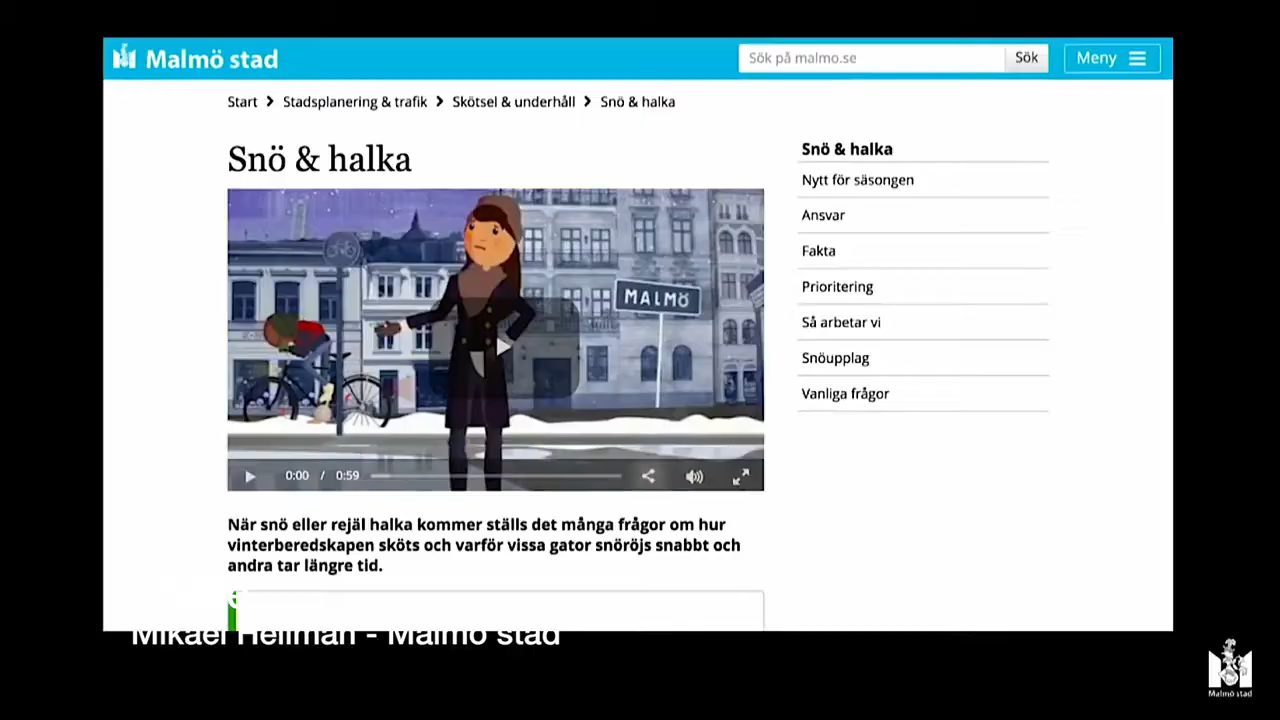 Malmö stad
Sök på malmo.se
Sök
Meny
Start > Stadsplanering & trafik > Skötsel & underhåll > Snö & halka
Snö & halka
MALMÖ
0:00 / 0:59
När snö eller rejäl halka kommer ställs det många frågor om hur
vinterberedskapen sköts och varför vissa gator snöröjs snabbt och
andra tar längre tid.
Snö & halka
Nytt för säsongen
Ansvar
Fakta
Prioritering
Så arbetar vi
Snöupplag
Vanliga frågor
Mikael Hellman - Malmö stad
Malmö stad